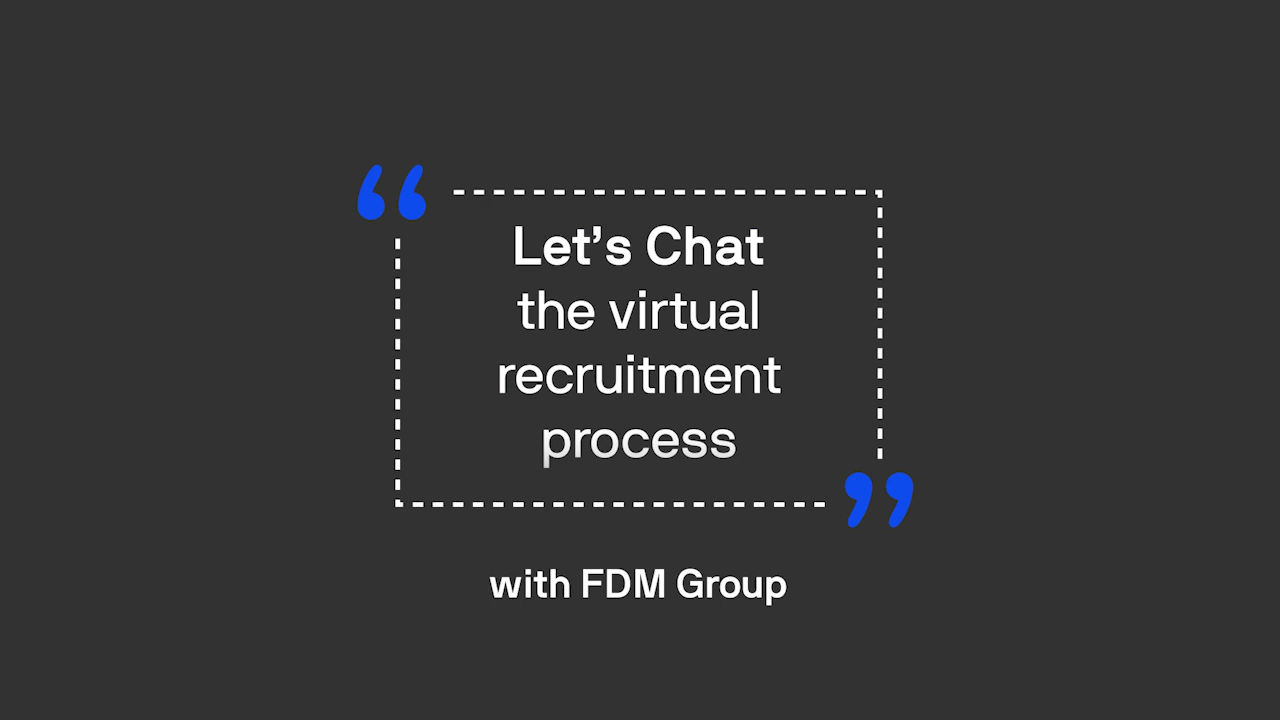 Let’s Chat
the virtual
recruitment
process
with FDM Group